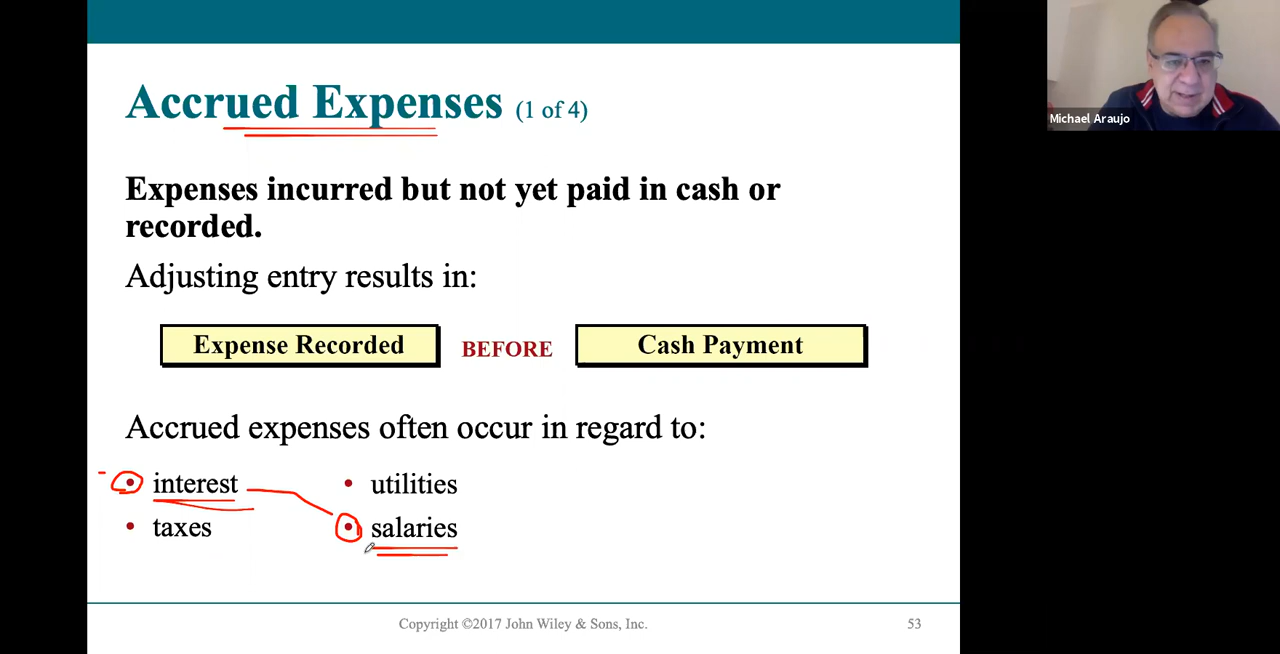 Accrued Expenses (1 of 4)
Expenses incurred but not yet paid in cash or
recorded.
Adjusting entry results in:
Expense Recorded BEFORE Cash Payment
Accrued expenses often occur in regard to:
• interest • utilities
• taxes • salaries
Copyright ©2017 John Wiley & Sons, Inc. 53
Michael Araujo